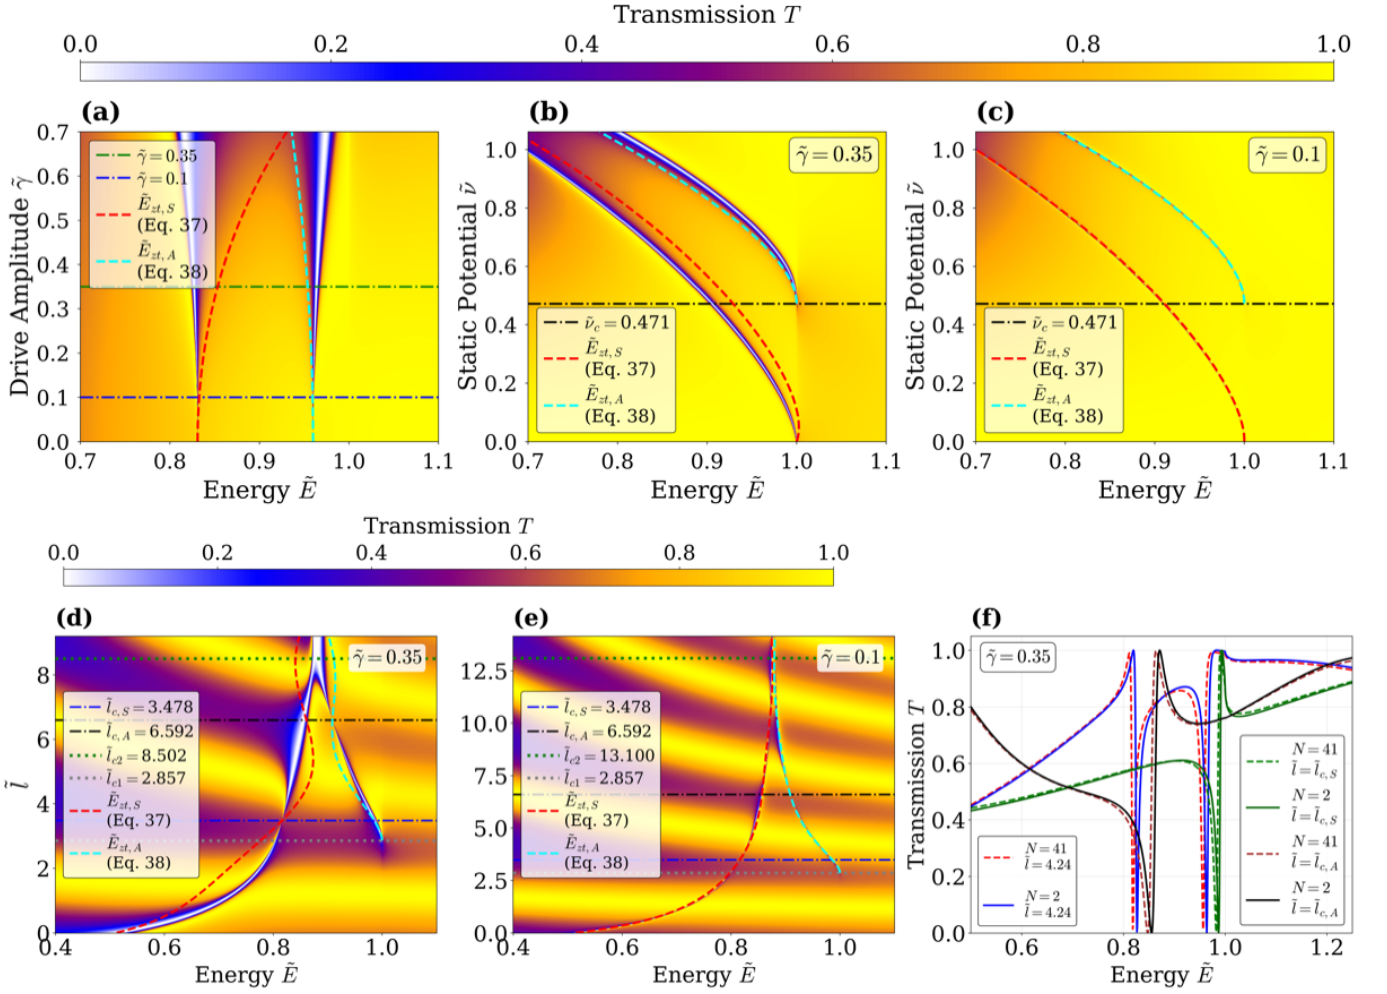 Transmission T
0.0 0.2 0.4 0.6 0.8 1.0
(a)
Drive Amplitude γ̃
0.7
0.6
0.5
0.4
0.3
0.2
0.1
0.0
γ̃ = 0.35
γ̃ = 0.1
Ẽzt, S
(Eq. 37)
Ẽzt, A
(Eq. 38)
0.7 0.8 0.9 1.0 1.1
Energy Ẽ
(b)
γ̃ = 0.35
Static Potential ν̃
1.0
0.8
0.6
0.4
0.2
0.0
ν̃c = 0.471
Ẽzt, S
(Eq. 37)
Ẽzt, A
(Eq. 38)
0.7 0.8 0.9 1.0 1.1
Energy Ẽ
(c)
γ̃ = 0.1
Static Potential ν̃
1.0
0.8
0.6
0.4
0.2
0.0
ν̃c = 0.471
Ẽzt, S
(Eq. 37)
Ẽzt, A
(Eq. 38)
0.7 0.8 0.9 1.0 1.1
Energy Ẽ
Transmission T
0.0 0.2 0.4 0.6 0.8 1.0
(d)
γ̃ = 0.35
l̃
8
6
4
2
0
l̃c, S = 3.478
l̃c, A = 6.592
l̃c2 = 8.502
l̃c1 = 2.857
Ẽzt, S
(Eq. 37)
Ẽzt, A
(Eq. 38)
0.4 0.6 0.8 1.0
Energy Ẽ
(e)
γ̃ = 0.1
12.5
10.0
7.5
5.0
2.5
0.0
l̃c, S = 3.478
l̃c, A = 6.592
l̃c2 = 13.100
l̃c1 = 2.857
Ẽzt, S
(Eq. 37)
Ẽzt, A
(Eq. 38)
0.4 0.6 0.8 1.0
Energy Ẽ
(f)
γ̃ = 0.35
Transmission T
1.0
0.8
0.6
0.4
0.2
0.0
N = 41
l̃ = 4.24
N = 2
l̃ = 4.24
N = 41
l̃ = l̃c, S
N = 2
l̃ = l̃c, S
N = 41
l̃ = l̃c, A
N = 2
l̃ = l̃c, A
0.6 0.8 1.0 1.2
Energy Ẽ